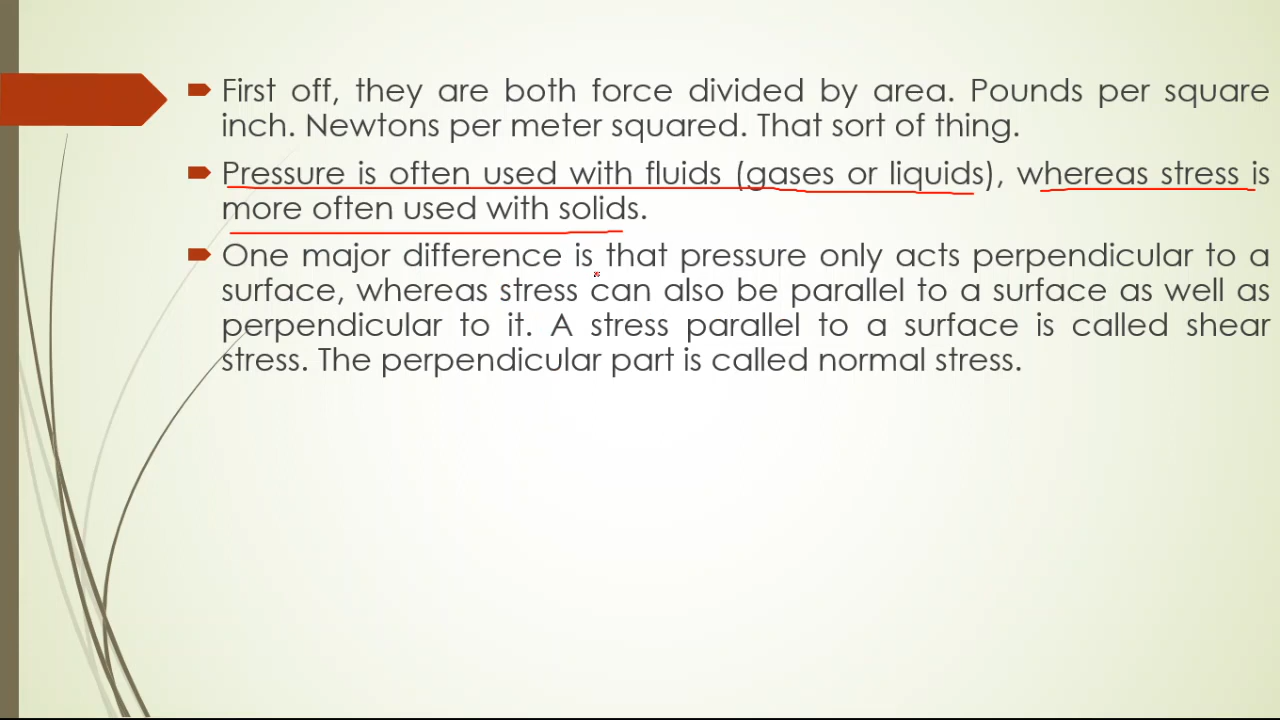 First off, they are both force divided by area. Pounds per square
inch. Newtons per meter squared. That sort of thing.
Pressure is often used with fluids (gases or liquids), whereas stress is
more often used with solids.
One major difference is that pressure only acts perpendicular to a
surface, whereas stress can also be parallel to a surface as well as
perpendicular to it. A stress parallel to a surface is called shear
stress. The perpendicular part is called normal stress.